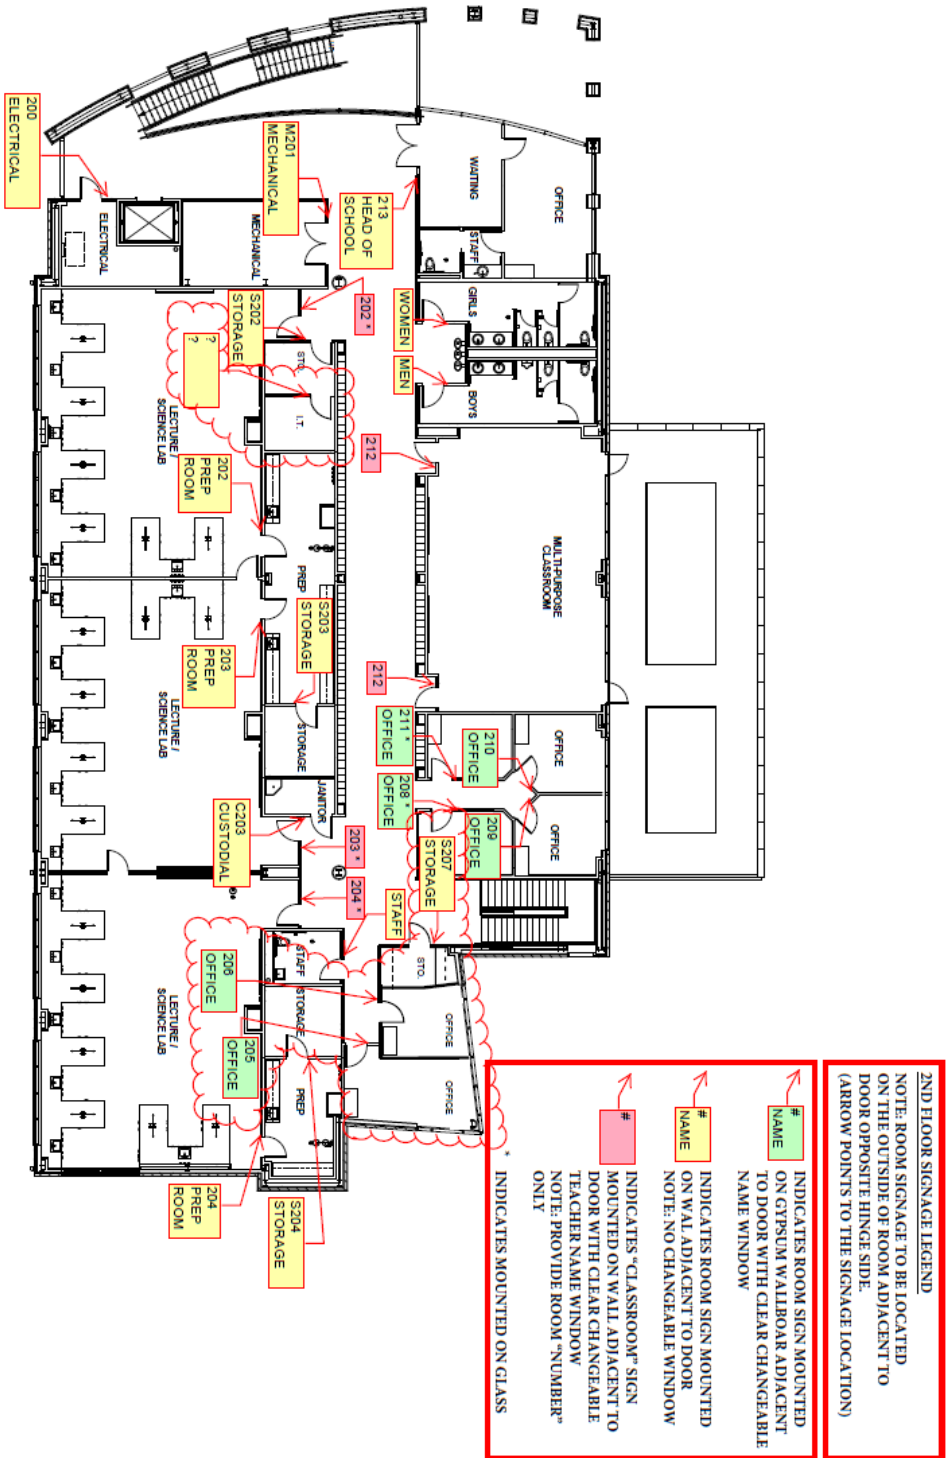 2ND FLOOR SIGNAGE LEGEND
NOTE: ROOM SIGNAGE TO BE LOCATED
ON THE OUTSIDE OF ROOM ADJACENT TO
DOOR OPPOSITE HINGE SIDE.
(ARROW POINTS TO THE SIGNAGE LOCATION)
#
NAME
INDICATES ROOM SIGN MOUNTED
ON GYPSUM WALLBOAR ADJACENT
TO DOOR WITH CLEAR CHANGEABLE
NAME WINDOW
#
NAME
INDICATES ROOM SIGN MOUNTED
ON WAL ADJACENT TO DOOR
NOTE: NO CHANGEABLE WINDOW
#
INDICATES "CLASSROOM" SIGN
MOUNTED ON WALL ADJACENT TO
DOOR WITH CLEAR CHANGEABLE
TEACHER NAME WINDOW
NOTE: PROVIDE ROOM "NUMBER"
ONLY
* INDICATES MOUNTED ON GLASS
OFFICE
WAITING
STAFF
GIRLS
BOYS
WOMEN
MEN
213
HEAD OF
SCHOOL
M201
MECHANICAL
MECHANICAL
200
ELECTRICAL
ELECTRICAL
202 *
S202
STORAGE
STO.
?
?
I.T.
LECTURE /
SCIENCE LAB
202
PREP
ROOM
PREP
212
MULTI-PURPOSE
CLASSROOM
212
S203
STORAGE
203
PREP
ROOM
LECTURE /
SCIENCE LAB
STORAGE
JANITOR
C203
CUSTODIAL
203 *
204 *
211 *
OFFICE
210
OFFICE
OFFICE
208 *
OFFICE
209
OFFICE
OFFICE
S207
STORAGE
STAFF
STO.
OFFICE
OFFICE
STAFF
STORAGE
206
OFFICE
205
OFFICE
PREP
LECTURE /
SCIENCE LAB
204
PREP
ROOM
S204
STORAGE
H
H